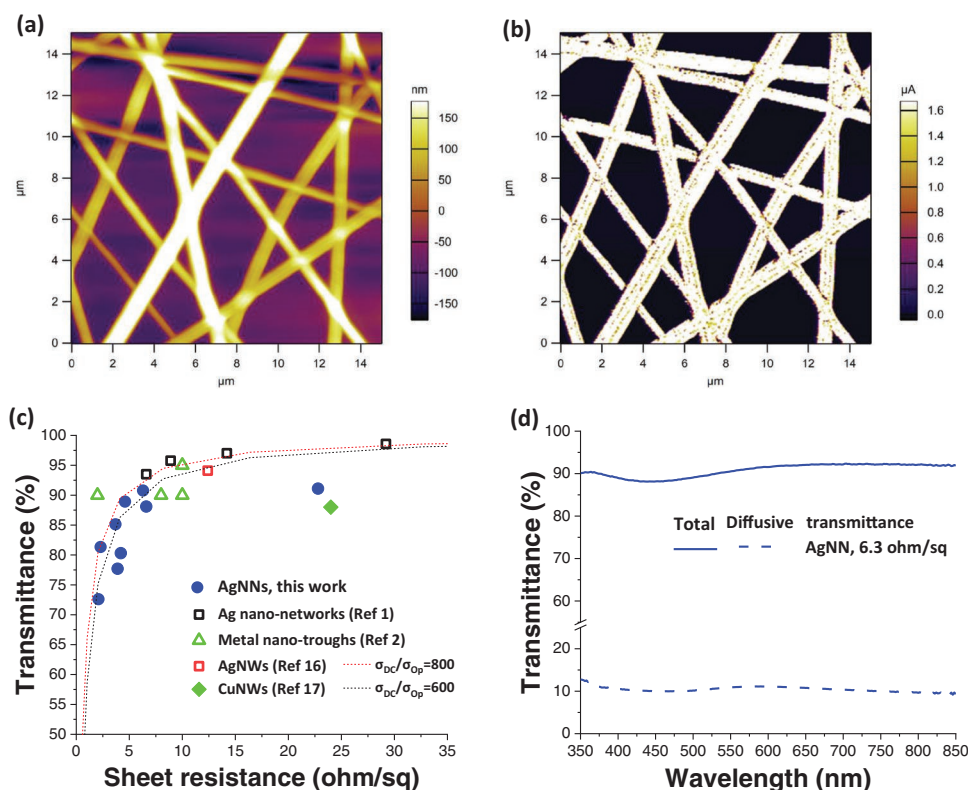 (a)
(b)
14
12
10
8
6
4
2
0
µm
0 2 4 6 8 10 12 14
µm
nm
150
100
50
0
-50
-100
-150
14
12
10
8
6
4
2
0
µm
0 2 4 6 8 10 12 14
µm
µA
1.6
1.4
1.2
1.0
0.8
0.6
0.4
0.2
0.0
(c)
Transmittance (%)
100
95
90
85
80
75
70
65
60
55
50
AgNNs, this work
Ag nano-networks (Ref 1)
Metal nano-troughs (Ref 2)
AgNWs (Ref 16) σDC/σOp=800
CuNWs (Ref 17) σDC/σOp=600
0 5 10 15 20 25 30 35
Sheet resistance (ohm/sq)
(d)
Transmittance (%)
100
90
80
70
60
20
10
0
Total Diffusive transmittance
AgNN, 6.3 ohm/sq
350 400 450 500 550 600 650 700 750 800 850
Wavelength (nm)